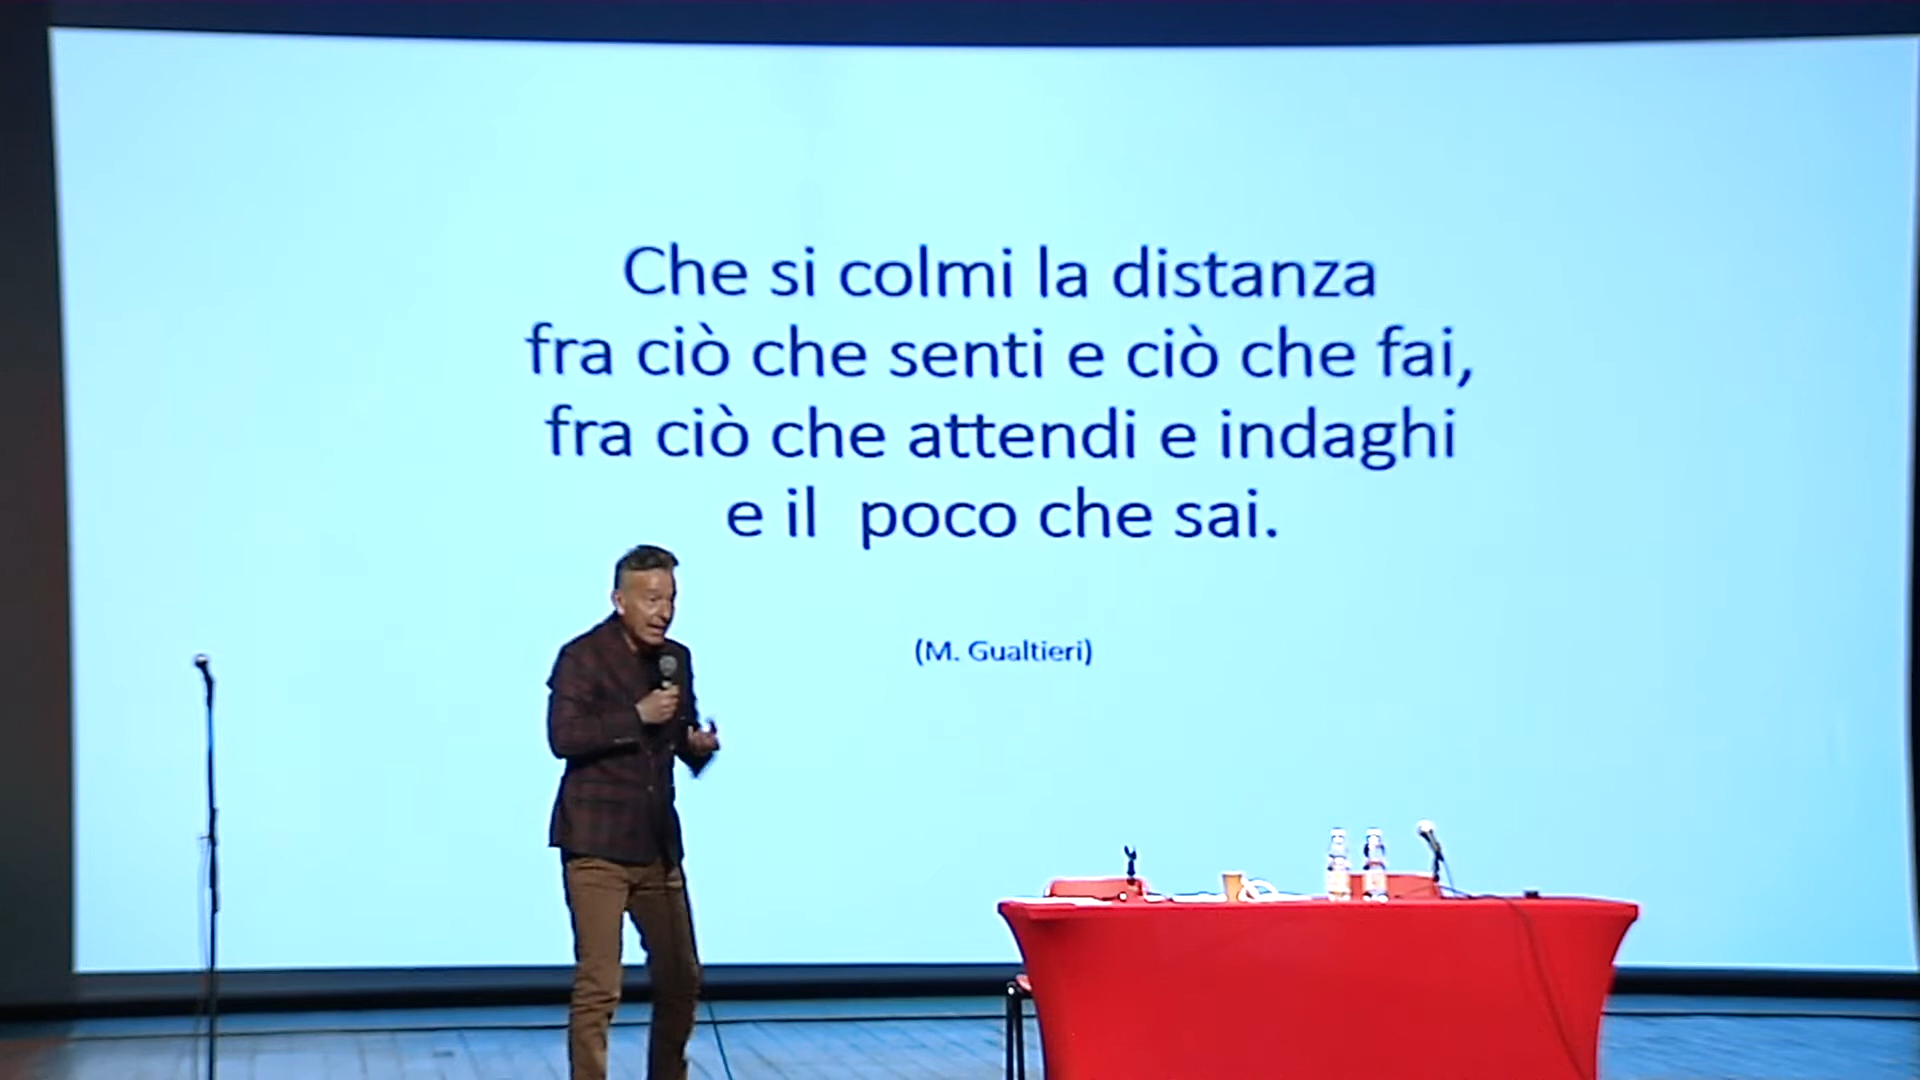 Che si colmi la distanza
fra ciò che senti e ciò che fai,
fra ciò che attendi e indaghi
e il  poco che sai.
(M. Gualtieri)